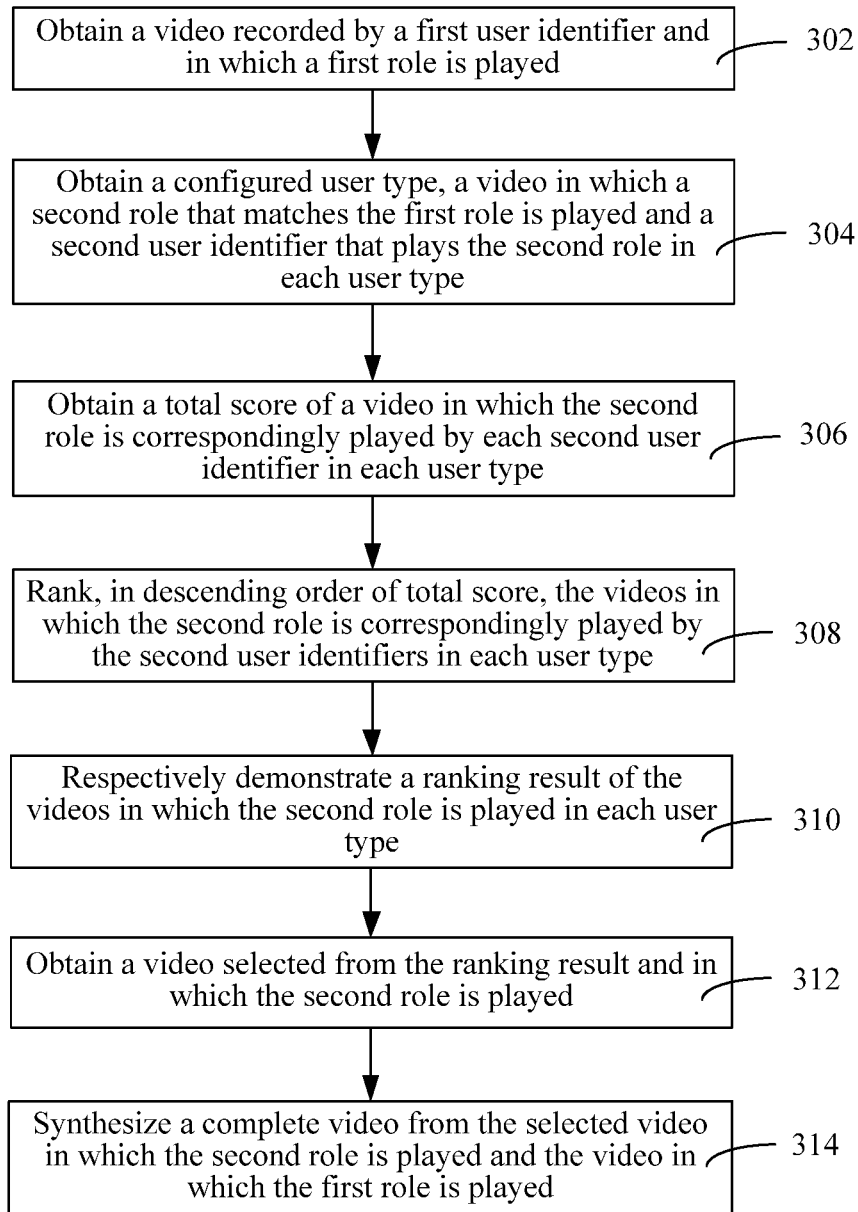 Obtain a video recorded by a first user identifier and
in which a first role is played
302
Obtain a configured user type, a video in which a
second role that matches the first role is played and a
second user identifier that plays the second role in
each user type
304
Obtain a total score of a video in which the second
role is correspondingly played by each second user
identifier in each user type
306
Rank, in descending order of total score, the videos in
which the second role is correspondingly played by
the second user identifiers in each user type
308
Respectively demonstrate a ranking result of the
videos in which the second role is played in each user
type
310
Obtain a video selected from the ranking result and in
which the second role is played
312
Synthesize a complete video from the selected video
in which the second role is played and the video in
which the first role is played
314